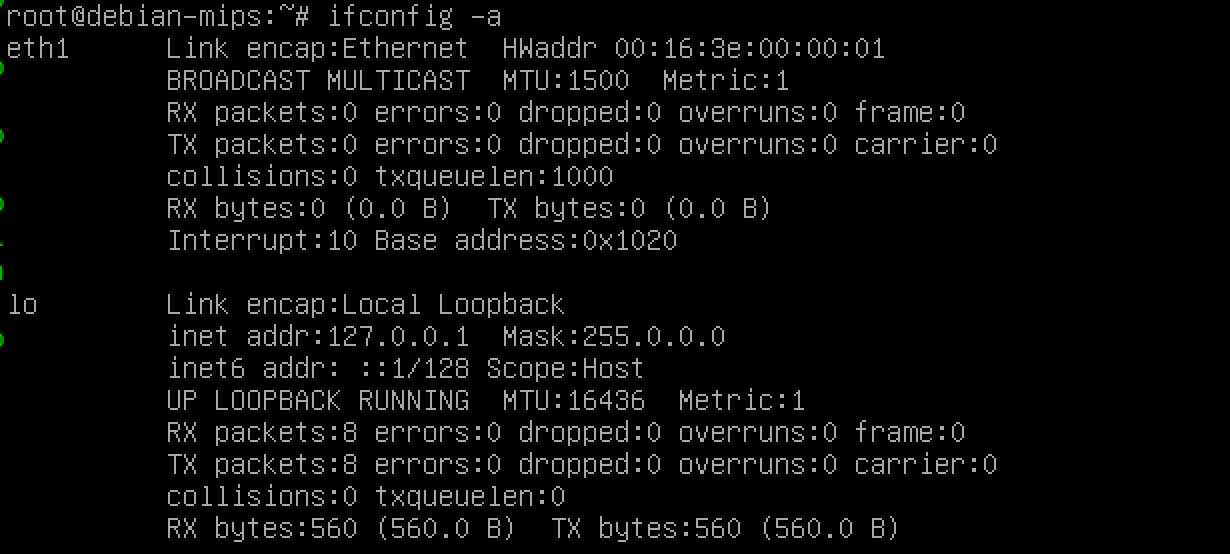 root@debian-mips:~# ifconfig -a
eth1      Link encap:Ethernet  HWaddr 00:16:3e:00:00:01
          BROADCAST MULTICAST  MTU:1500  Metric:1
          RX packets:0 errors:0 dropped:0 overruns:0 frame:0
          TX packets:0 errors:0 dropped:0 overruns:0 carrier:0
          collisions:0 txqueuelen:1000
          RX bytes:0 (0.0 B)  TX bytes:0 (0.0 B)
          Interrupt:10 Base address:0x1020

lo        Link encap:Local Loopback
          inet addr:127.0.0.1  Mask:255.0.0.0
          inet6 addr: ::1/128 Scope:Host
          UP LOOPBACK RUNNING  MTU:16436  Metric:1
          RX packets:8 errors:0 dropped:0 overruns:0 frame:0
          TX packets:8 errors:0 dropped:0 overruns:0 carrier:0
          collisions:0 txqueuelen:0
          RX bytes:560 (560.0 B)  TX bytes:560 (560.0 B)